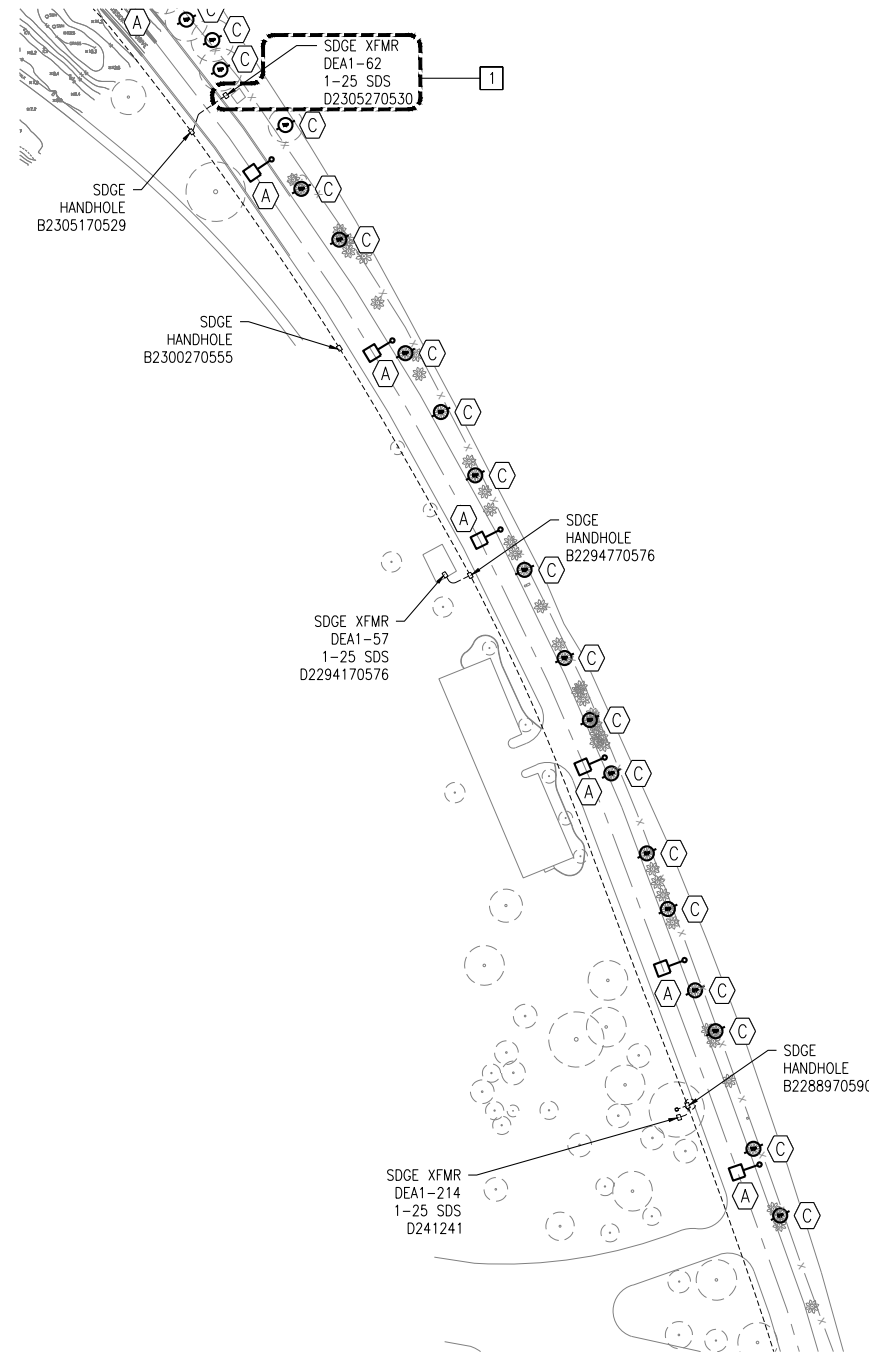 C
A
C
C
SDGE XFMR
DEA1-62
1-25 SDS
D2305270530
1
C
A
C
SDGE
HANDHOLE
B2305170529
C
SDGE
HANDHOLE
B2300270555
C
A
C
C
A
SDGE
HANDHOLE
B2294770576
C
SDGE XFMR
DEA1-57
1-25 SDS
D2294170576
C
C
C
A
C
C
A
C
C
SDGE
HANDHOLE
B2288970590
C
SDGE XFMR
DEA1-214
1-25 SDS
D241241
A
C